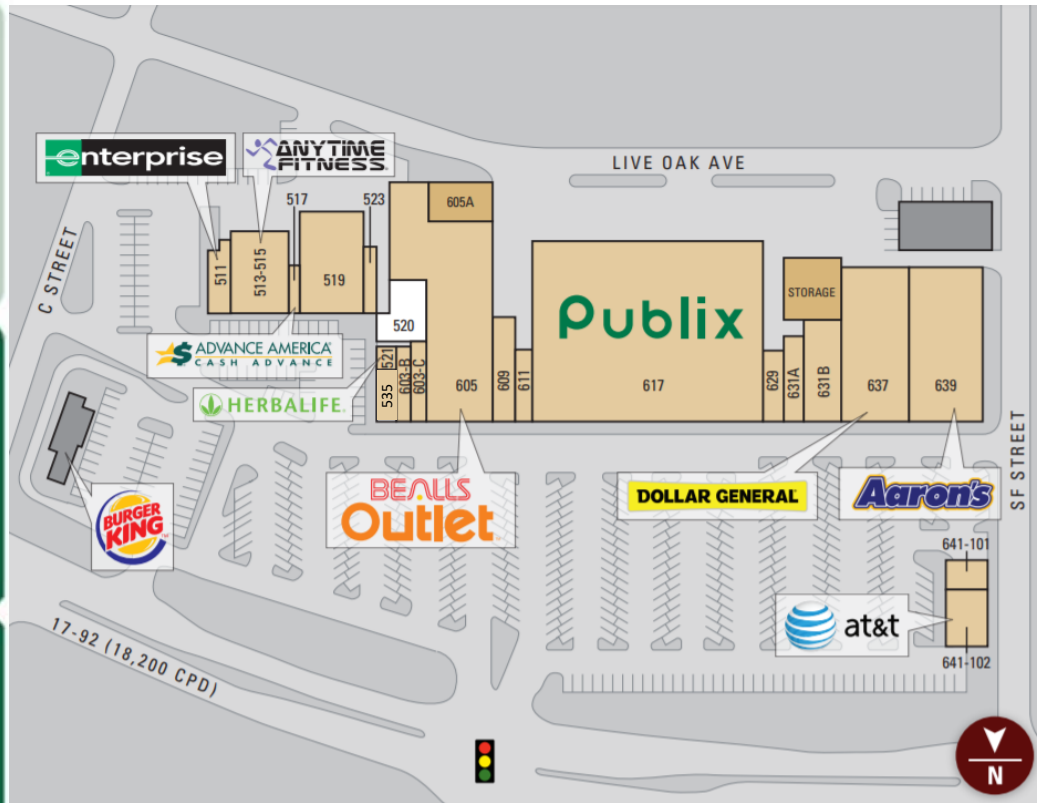 LIVE OAK AVE
enterprise
ANYTIME
FITNESS
517
523
605A
C STREET
511
513-515
519
520
STORAGE
Publix
ADVANCE AMERICA
CASH ADVANCE
HERBALIFE
521
535
603-B
603-C
605
609
611
617
629
631A
631B
637
639
SF STREET
BURGER
KING
BEALLS
Outlet
DOLLAR GENERAL
Aaron's
641-101
at&t
641-102
17-92 (18,200 CPD)
N